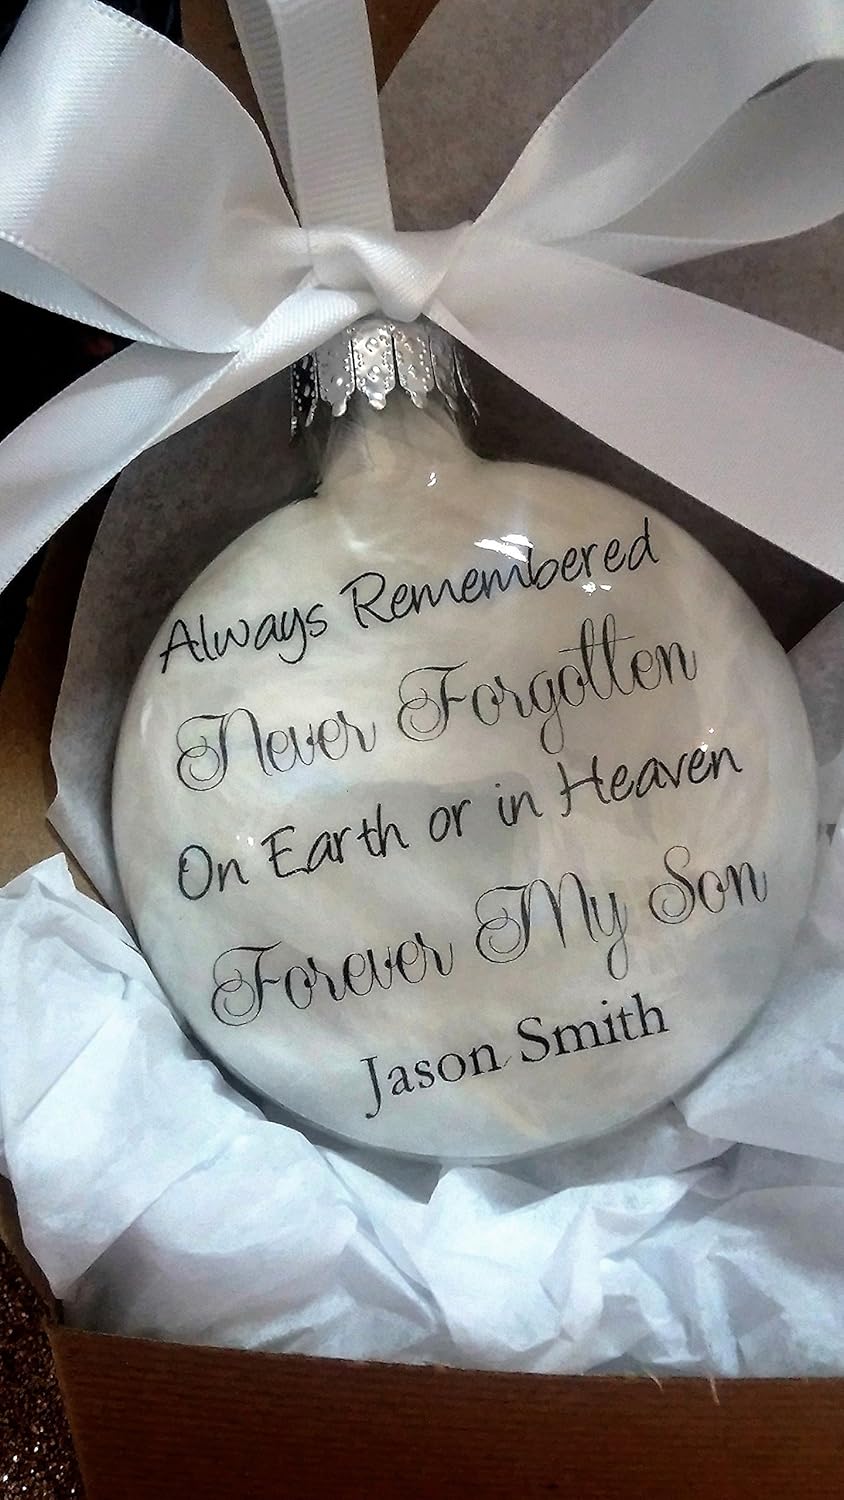 Always Remembered
Never Forgotten
On Earth or in Heaven
Forever My Son
Jason Smith